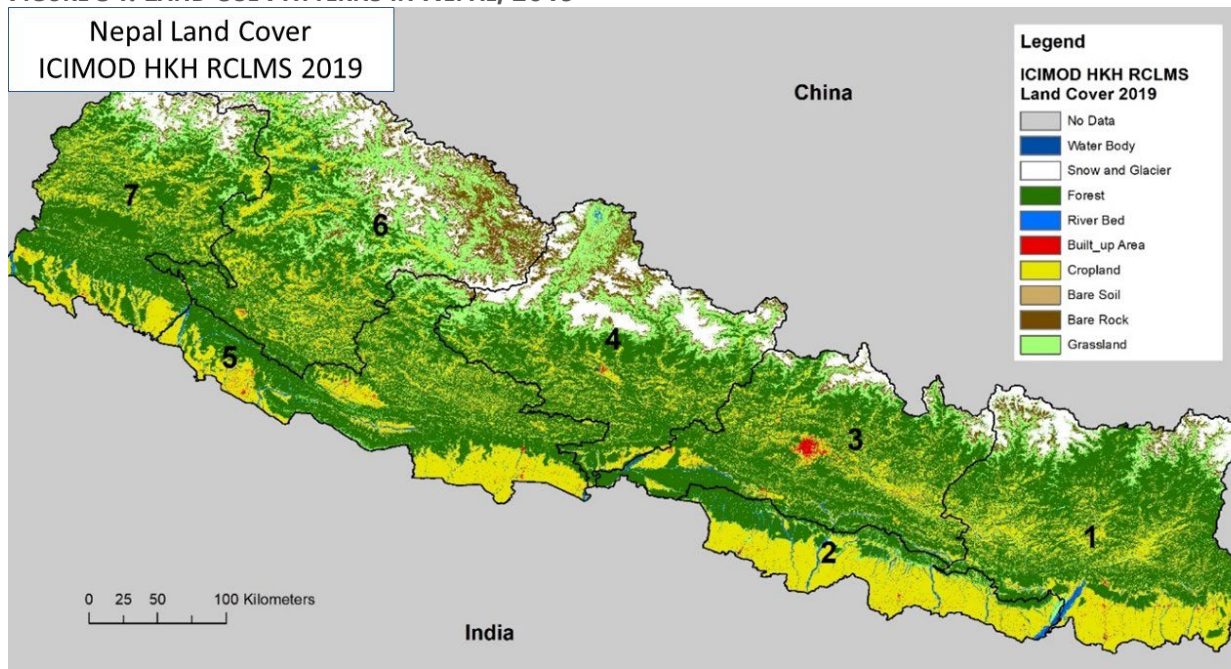 Nepal Land Cover
ICIMOD HKH RCLMS 2019
China
Legend
ICIMOD HKH RCLMS
Land Cover 2019
No Data
Water Body
Snow and Glacier
Forest
River Bed
Built_up Area
Cropland
Bare Soil
Bare Rock
Grassland
7
6
4
5
3
2
1
0 25 50 100 Kilometers
India